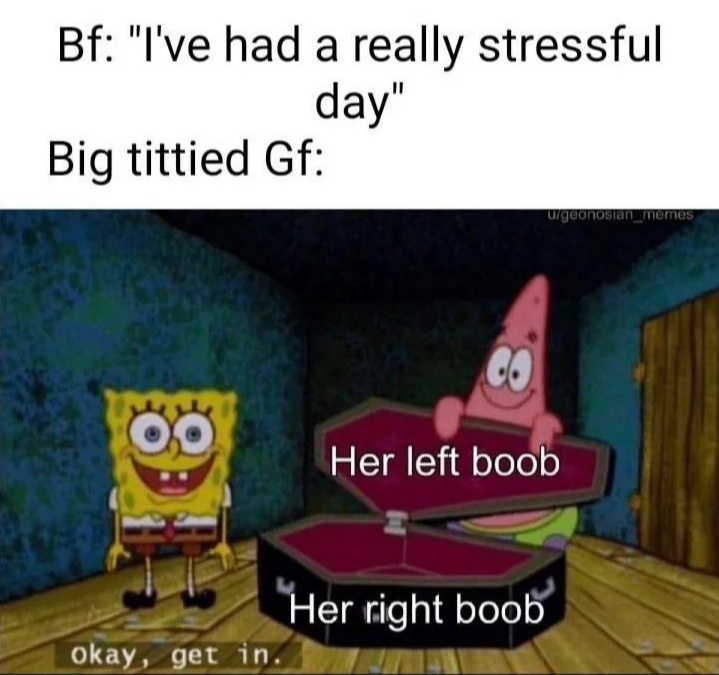 Bf: "I've had a really stressful
day"
Big tittied Gf:
u/geonosian_memes
Her left boob
Her right boob
okay, get in.